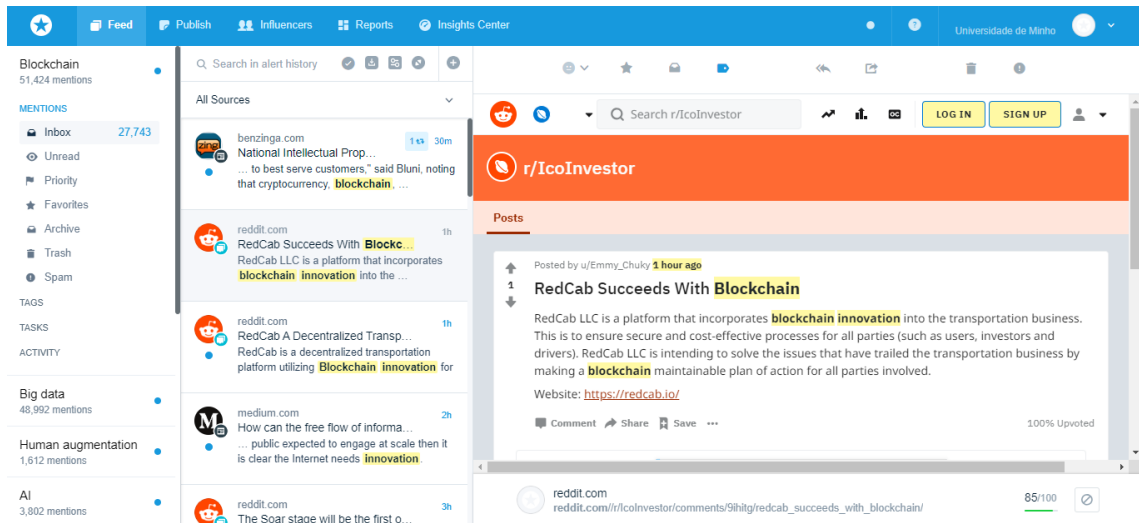 Feed
Publish
Influencers
Reports
Insights Center
?
Universidade de Minho
Blockchain
51,424 mentions
MENTIONS
Inbox 27,743
Unread
Priority
Favorites
Archive
Trash
Spam
TAGS
TASKS
ACTIVITY
Big data
48,992 mentions
Human augmentation
1,612 mentions
AI
3,802 mentions
Search in alert history
All Sources
zing
benzinga.com 1 30m
National Intellectual Prop…
… to best serve customers," said Bluni, noting
that cryptocurrency, blockchain, …
reddit.com 1h
RedCab Succeeds With Blockc…
RedCab LLC is a platform that incorporates
blockchain innovation into the …
reddit.com 1h
RedCab A Decentralized Transp…
RedCab is a decentralized transportation
platform utilizing Blockchain innovation for
M
medium.com 2h
How can the free flow of informa…
… public expected to engage at scale then it
is clear the Internet needs innovation.
reddit.com 3h
The Soar stage will be the first o…
Search r/IcoInvestor
OC
LOG IN
SIGN UP
r/IcoInvestor
Posts
Posted by u/Emmy_Chuky 1 hour ago
1
RedCab Succeeds With Blockchain
RedCab LLC is a platform that incorporates blockchain innovation into the transportation business.
This is to ensure secure and cost-effective processes for all parties (such as users, investors and
drivers). RedCab LLC is intending to solve the issues that have trailed the transportation business by
making a blockchain maintainable plan of action for all parties involved.
Website: https://redcab.io/
Comment Share Save ••• 100% Upvoted
reddit.com
reddit.com//r/IcoInvestor/comments/9ihitg/redcab_succeeds_with_blockchain/
85/100